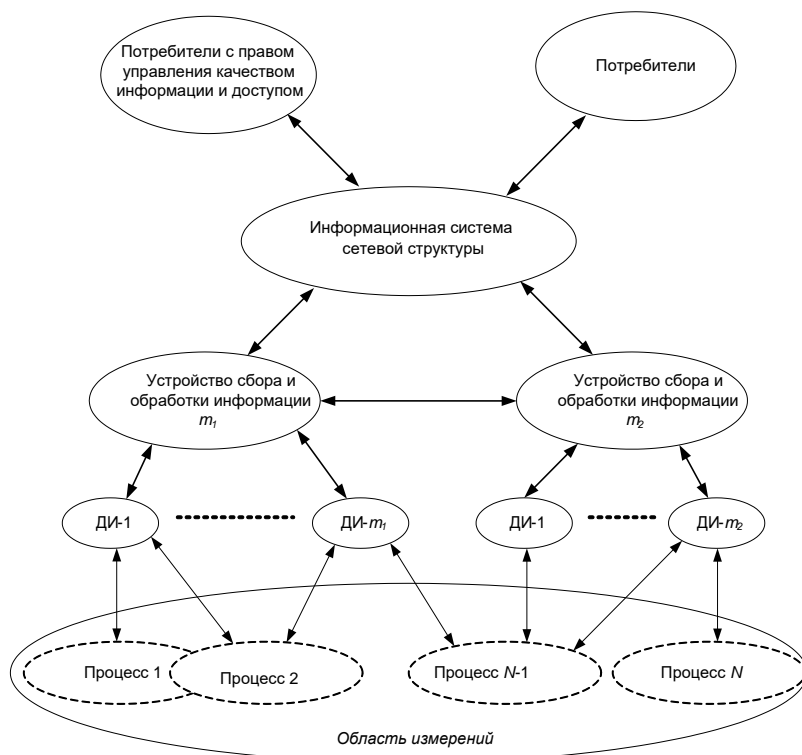 Потребители с правом
управления качеством
информации и доступом
Потребители
Информационная система
сетевой структуры
Устройство сбора и
обработки информации
m₁
Устройство сбора и
обработки информации
m₂
ДИ-1
ДИ-m₁
ДИ-1
ДИ-m₂
Процесс 1
Процесс 2
Процесс N-1
Процесс N
Область измерений